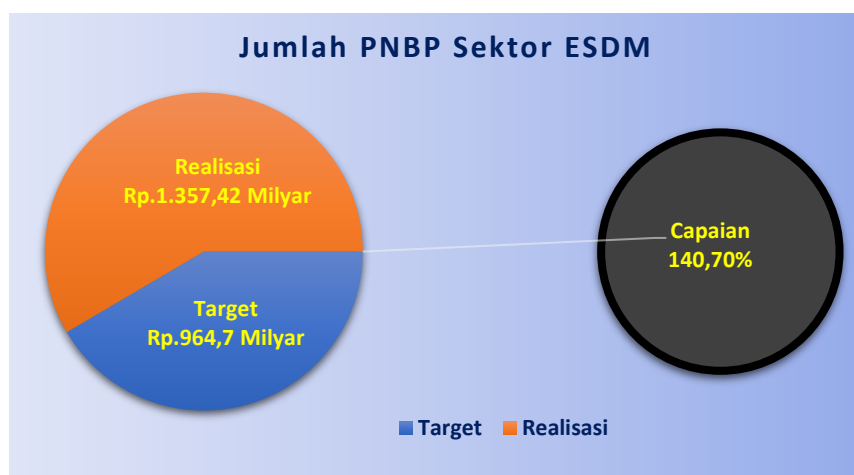 Jumlah PNBP Sektor ESDM
Realisasi
Rp.1.357,42 Milyar
Target
Rp.964,7 Milyar
Capaian
140,70%
Target Realisasi